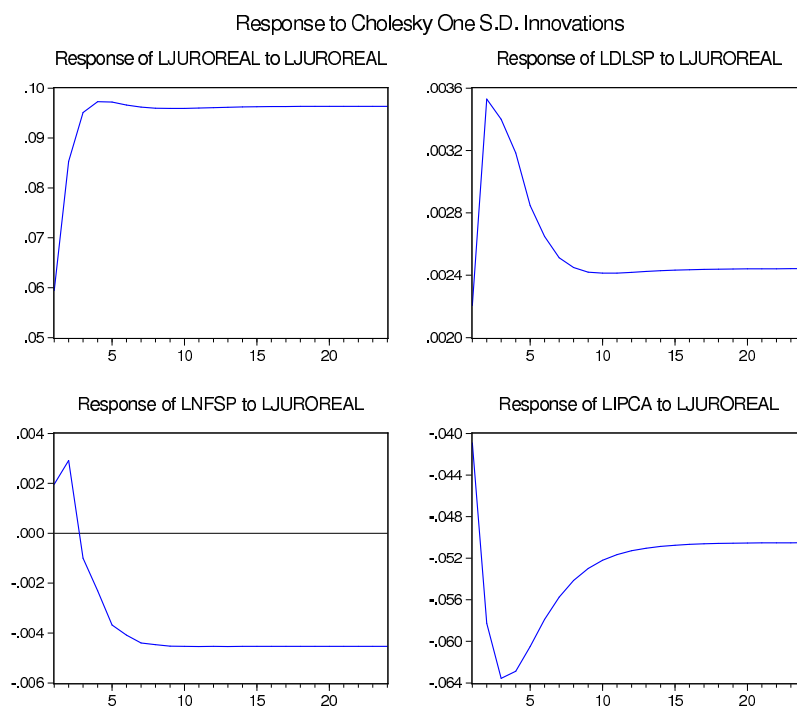 Response to Cholesky One S.D. Innovations
Response of LJUROREAL to LJUROREAL
.10
.09
.08
.07
.06
.05
5 10 15 20
Response of LDLSP to LJUROREAL
.0036
.0032
.0028
.0024
.0020
5 10 15 20
Response of LNFSP to LJUROREAL
.004
.002
.000
-.002
-.004
-.006
5 10 15 20
Response of LIPCA to LJUROREAL
-.040
-.044
-.048
-.052
-.056
-.060
-.064
5 10 15 20